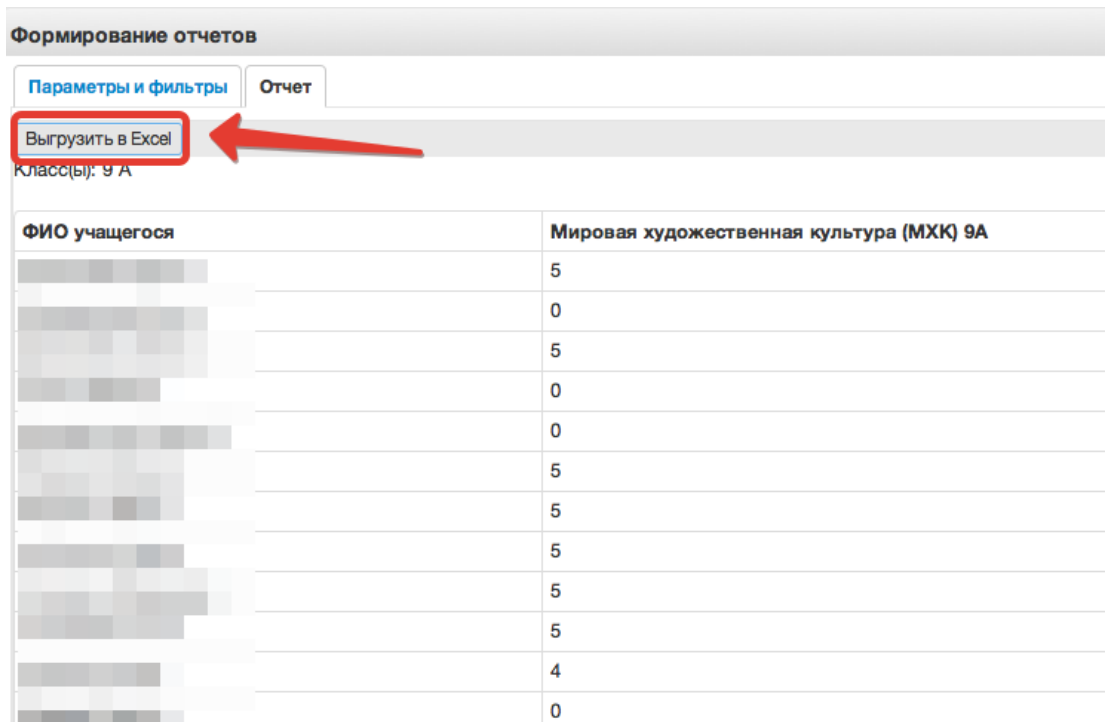 Формирование отчетов
Параметры и фильтры Отчет
Выгрузить в Excel
Класс(ы): 9 А
ФИО учащегося Мировая художественная культура (МХК) 9А
5
0
5
0
0
5
5
5
5
5
4
0